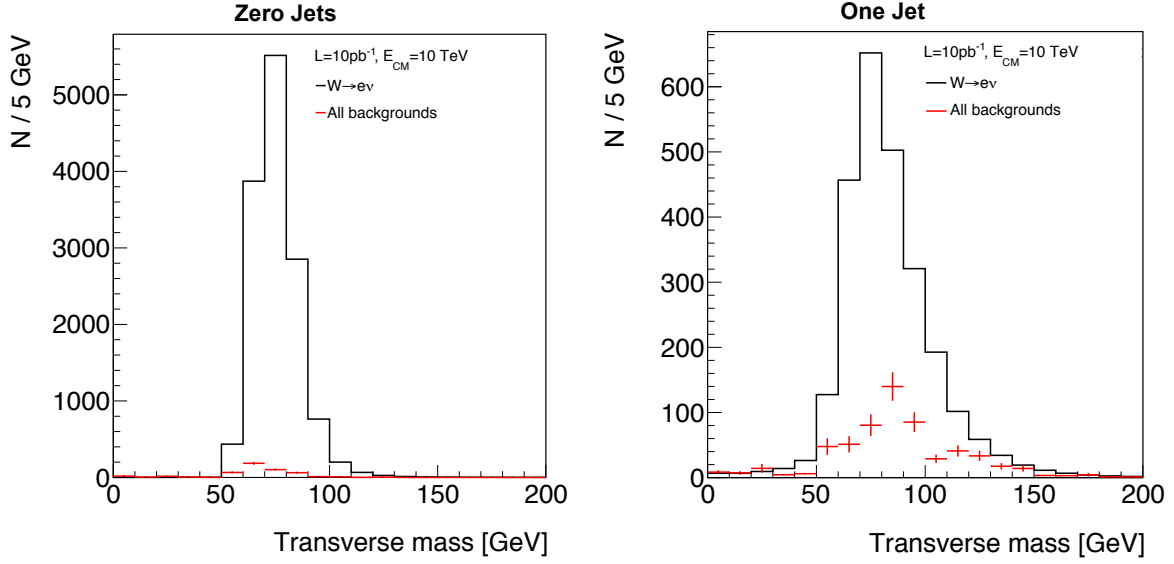 Zero Jets
N / 5 GeV
L=10pb⁻¹, E_CM=10 TeV
W→eν
All backgrounds
5000
4000
3000
2000
1000
0
0 50 100 150 200
Transverse mass [GeV]
One Jet
N / 5 GeV
L=10pb⁻¹, E_CM=10 TeV
W→eν
All backgrounds
600
500
400
300
200
100
0
0 50 100 150 200
Transverse mass [GeV]